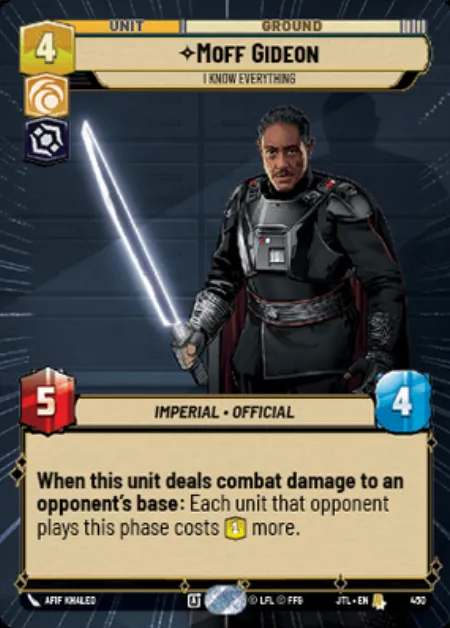 UNIT GROUND
4
MOFF GIDEON
I KNOW EVERYTHING
5
IMPERIAL • OFFICIAL
4
When this unit deals combat damage to an
opponent's base: Each unit that opponent
plays this phase costs 1 more.
AFIF KHALED © LFL © FFG JTL • EN 450